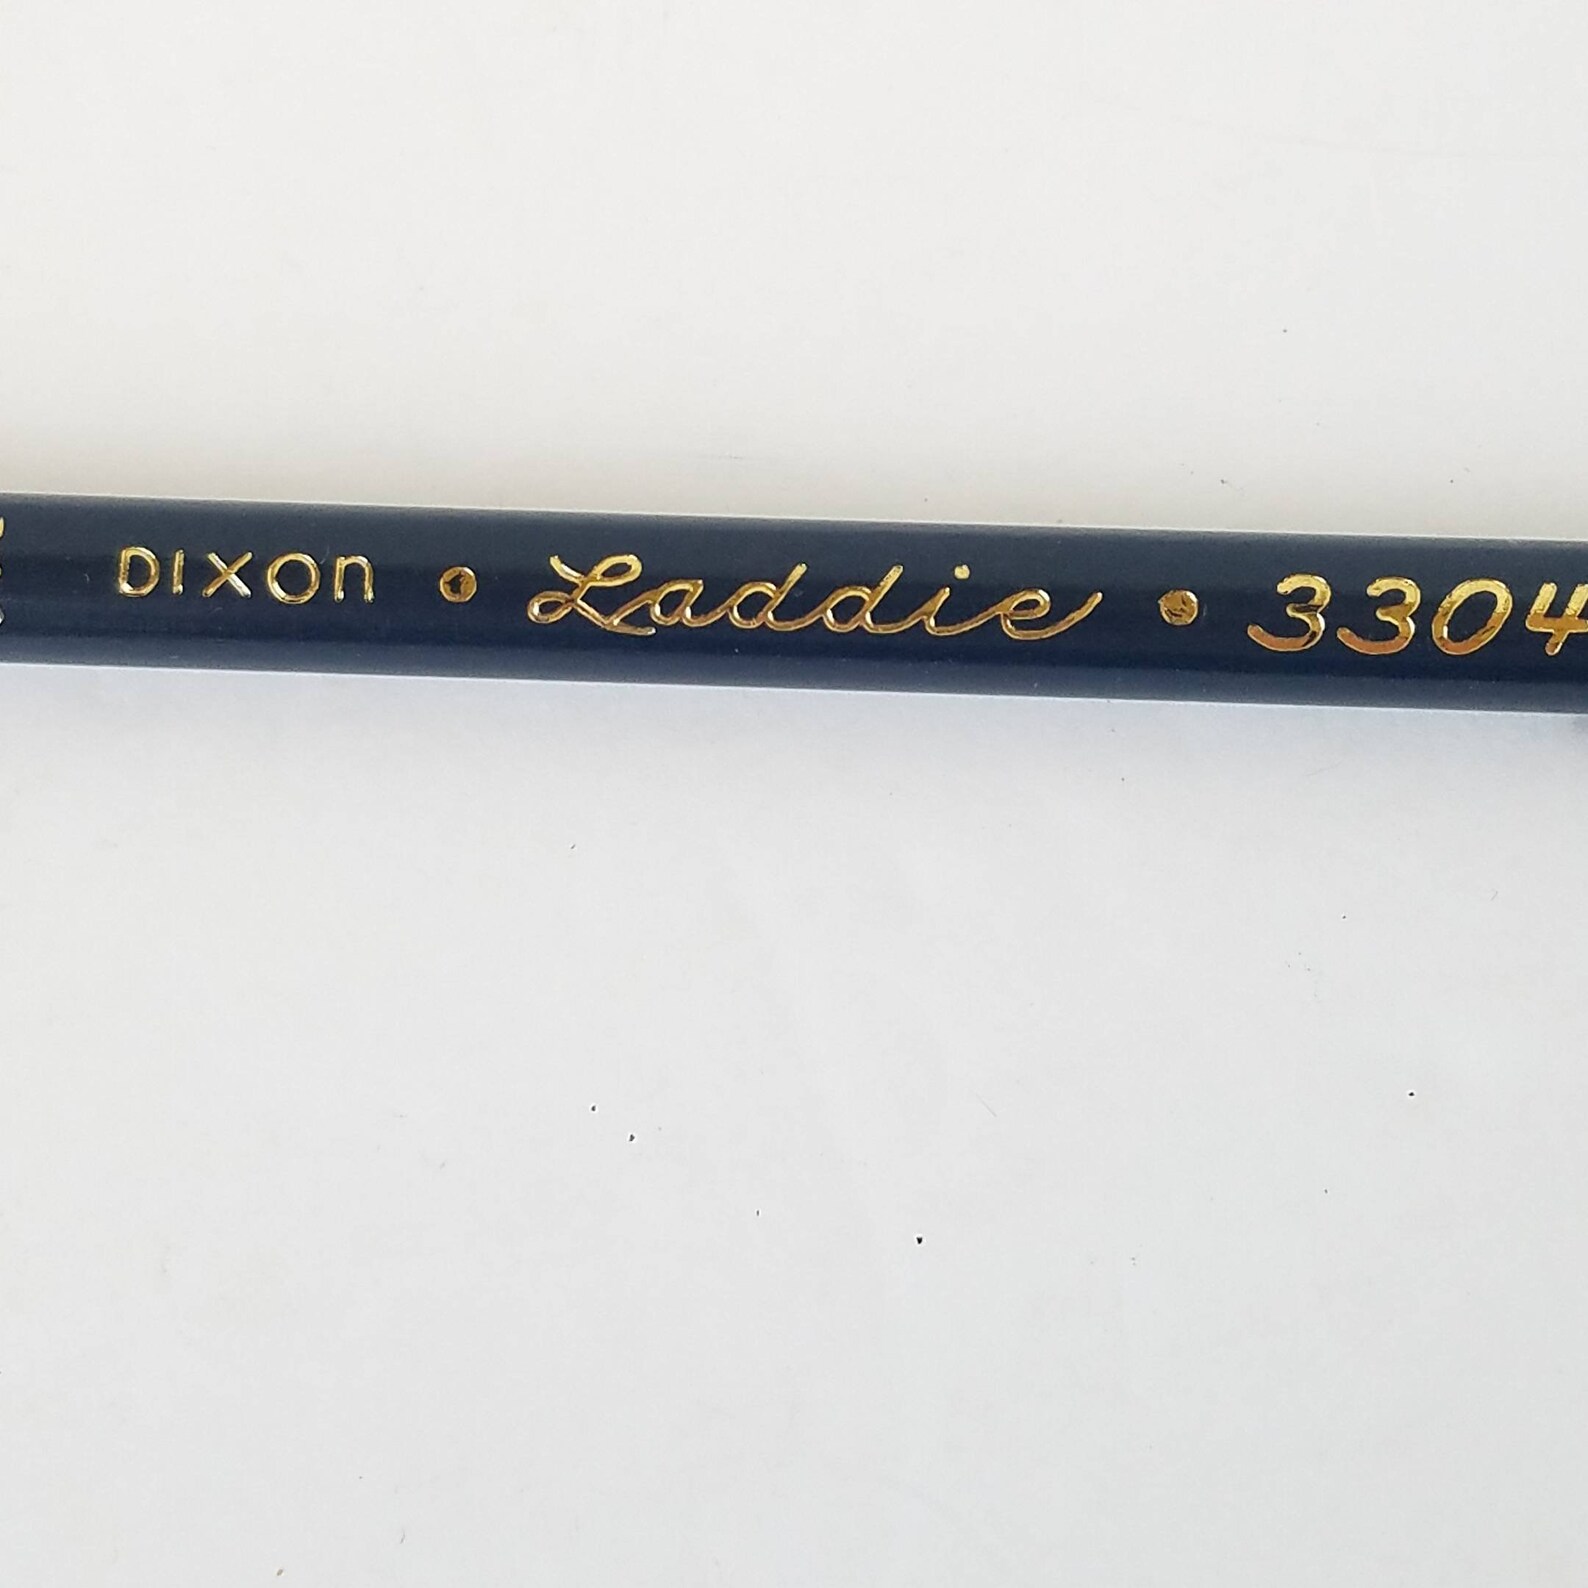 DIXON • Laddie • 3304